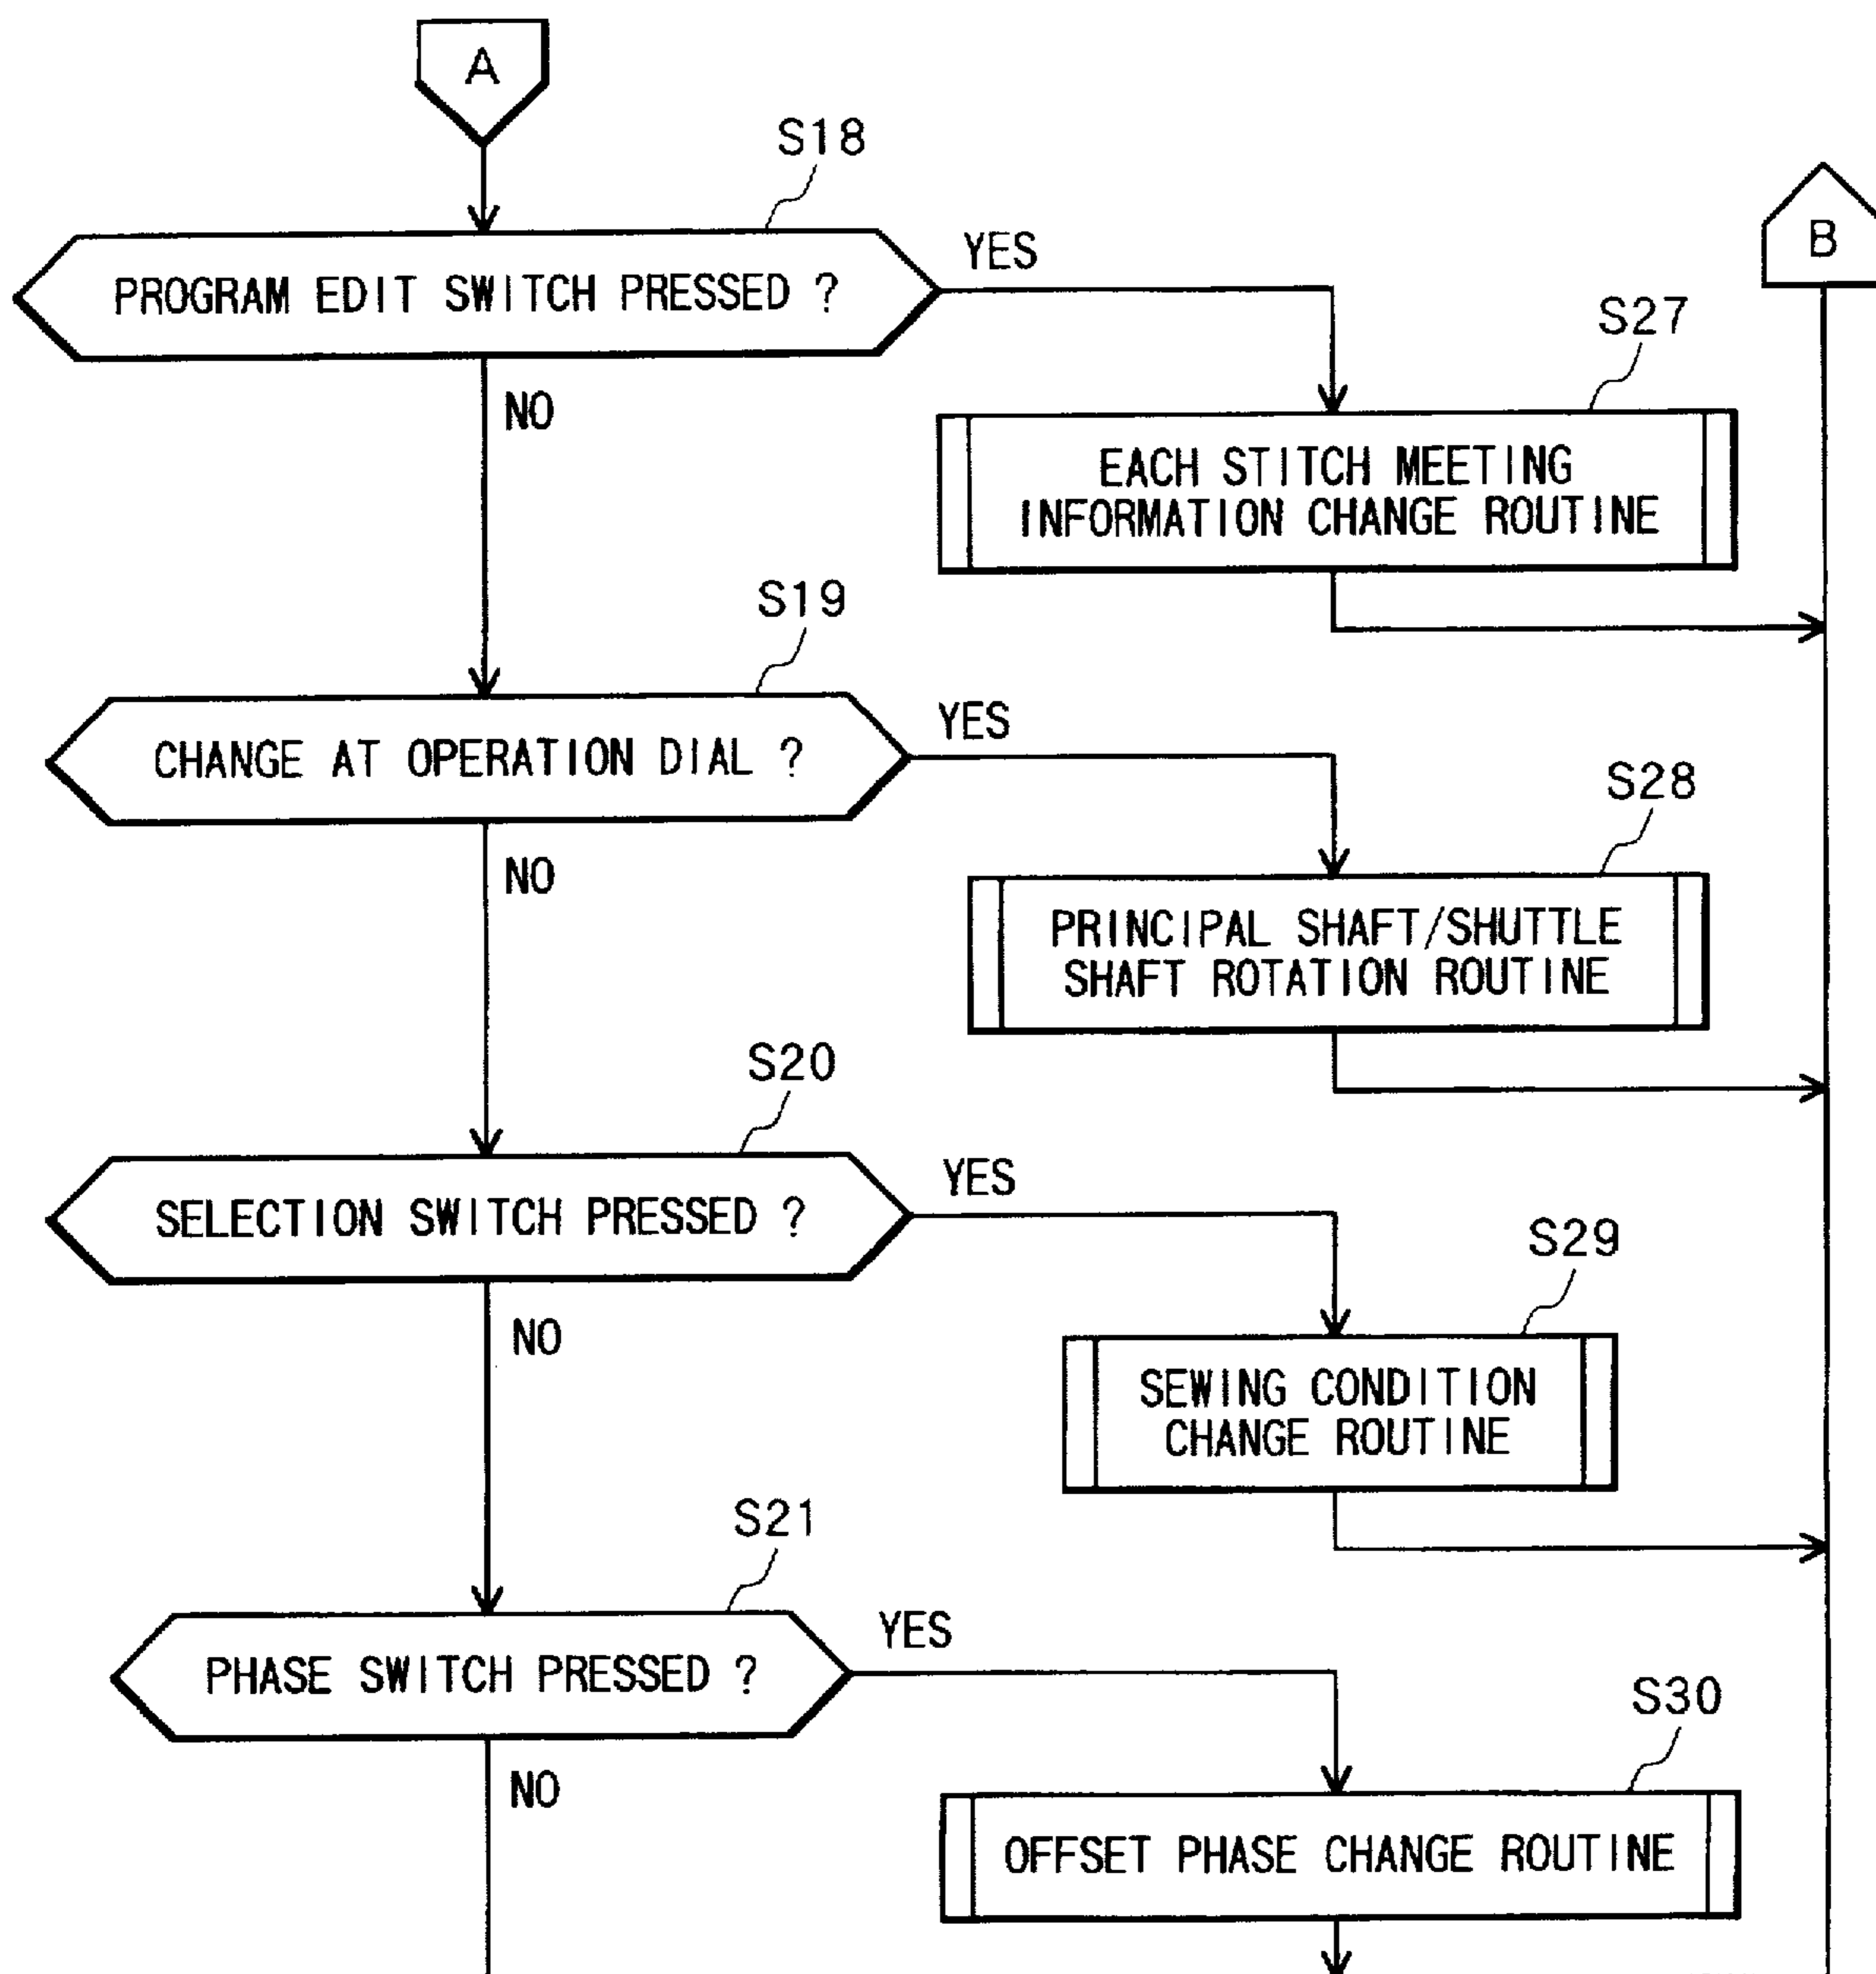 A
S18
B
PROGRAM EDIT SWITCH PRESSED ?
YES
S27
NO
EACH STITCH MEETING
INFORMATION CHANGE ROUTINE
S19
CHANGE AT OPERATION DIAL ?
YES
S28
NO
PRINCIPAL SHAFT/SHUTTLE
SHAFT ROTATION ROUTINE
S20
SELECTION SWITCH PRESSED ?
YES
S29
NO
SEWING CONDITION
CHANGE ROUTINE
S21
PHASE SWITCH PRESSED ?
YES
S30
NO
OFFSET PHASE CHANGE ROUTINE